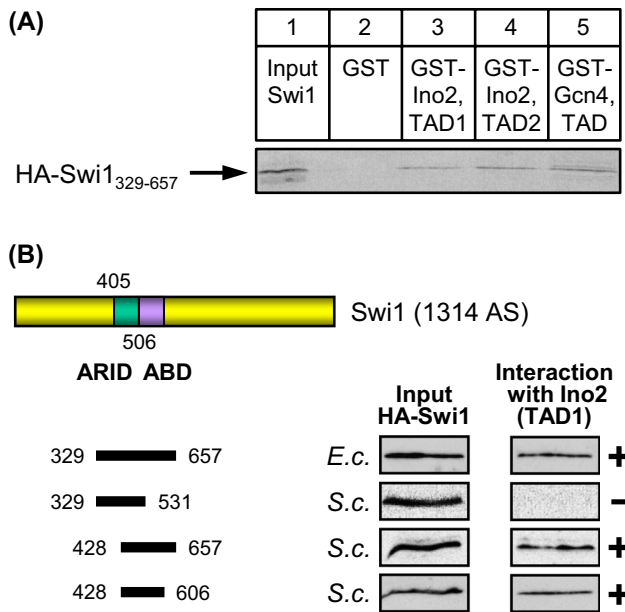 (A)
1 2 3 4 5
Input Swi1 GST GST-Ino2, TAD1 GST-Ino2, TAD2 GST-Gcn4, TAD
HA-Swi1329-657
(B)
405
Swi1 (1314 AS)
506
ARID ABD
Input HA-Swi1
Interaction with Ino2 (TAD1)
329 657 E.c. +
329 531 S.c. –
428 657 S.c. +
428 606 S.c. +